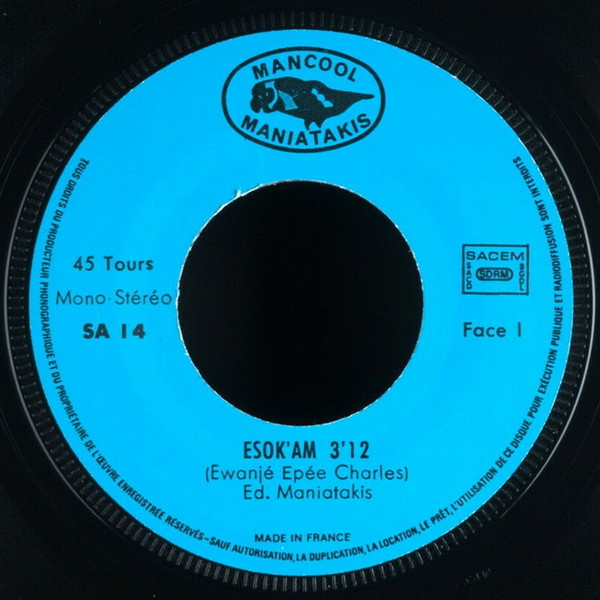 MANCOOL
MANIATAKIS
45 Tours
Mono-Stéréo
SA 14
SACEM
SACD
SDRM
SGDL
Face 1
ESOK'AM 3'12
(Ewanjé Epée Charles)
Ed. Maniatakis
MADE IN FRANCE
TOUS DROITS DU PRODUCTEUR PHONOGRAPHIQUE ET DU PROPRIÉTAIRE DE L'ŒUVRE ENREGISTRÉE RÉSERVÉS-SAUF AUTORISATION, LA DUPLICATION, LA LOCATION, LE PRÊT, L'UTILISATION DE CE DISQUE POUR EXÉCUTION PUBLIQUE ET RADIODIFFUSION SONT INTERDITS